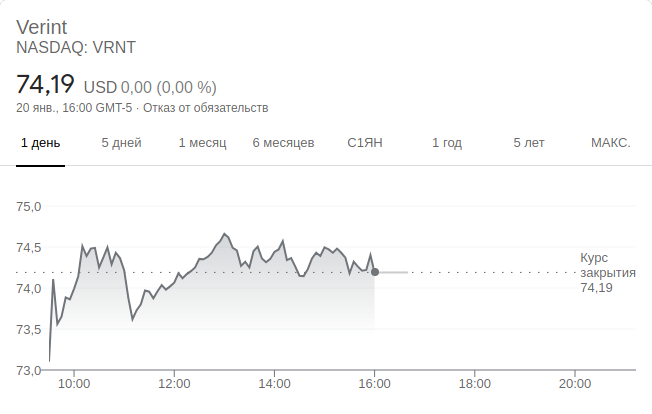 Verint
NASDAQ: VRNT
74,19 USD 0,00 (0,00 %)
20 янв., 16:00 GMT-5 · Отказ от обязательств
1 день 5 дней 1 месяц 6 месяцев С1ЯН 1 год 5 лет МАКС.
75,0
74,5
74,0
73,5
73,0
Курс
закрытия
74,19
10:00 12:00 14:00 16:00 18:00 20:00